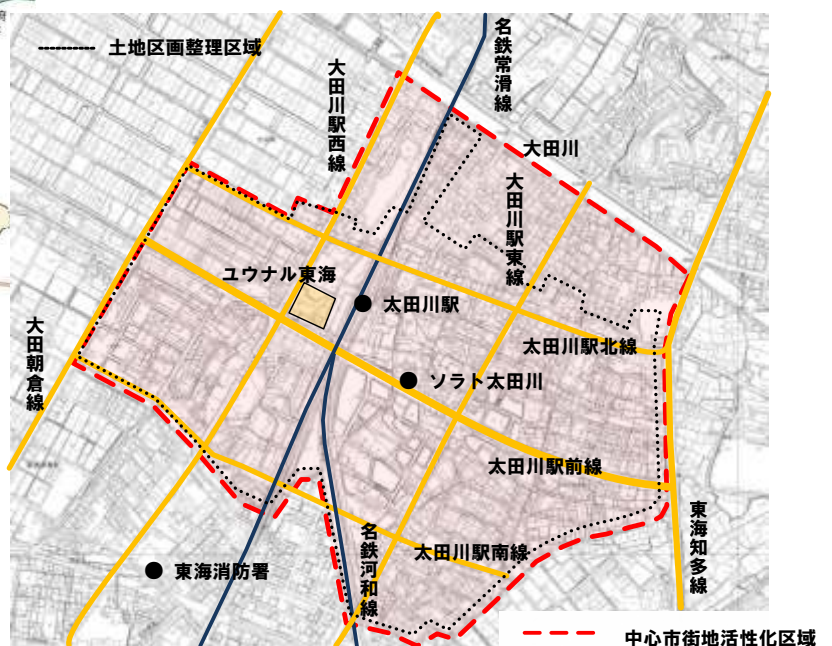 土地区画整理区域
名鉄常滑線
大田川駅西線
大田川
大田川駅東線
ユウナル東海
太田川駅
大田朝倉線
太田川駅北線
ソラト太田川
太田川駅前線
東海知多線
名鉄河和線
太田川駅南線
東海消防署
中心市街地活性化区域